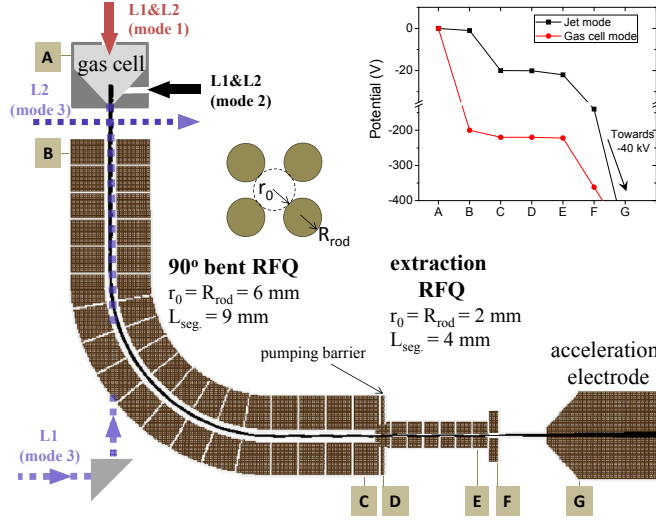 L1&L2
(mode 1)
A
gas cell
L2
(mode 3)
L1&L2
(mode 2)
B
r0
Rrod
90º bent RFQ
r0 = Rrod = 6 mm
Lseg. = 9 mm
extraction
RFQ
r0 = Rrod = 2 mm
Lseg. = 4 mm
pumping barrier
acceleration
electrode
L1
(mode 3)
C
D
E
F
G
Potential (V)
0
-20
-200
-300
-400
Jet mode
Gas cell mode
Towards
-40 kV
A B C D E F G